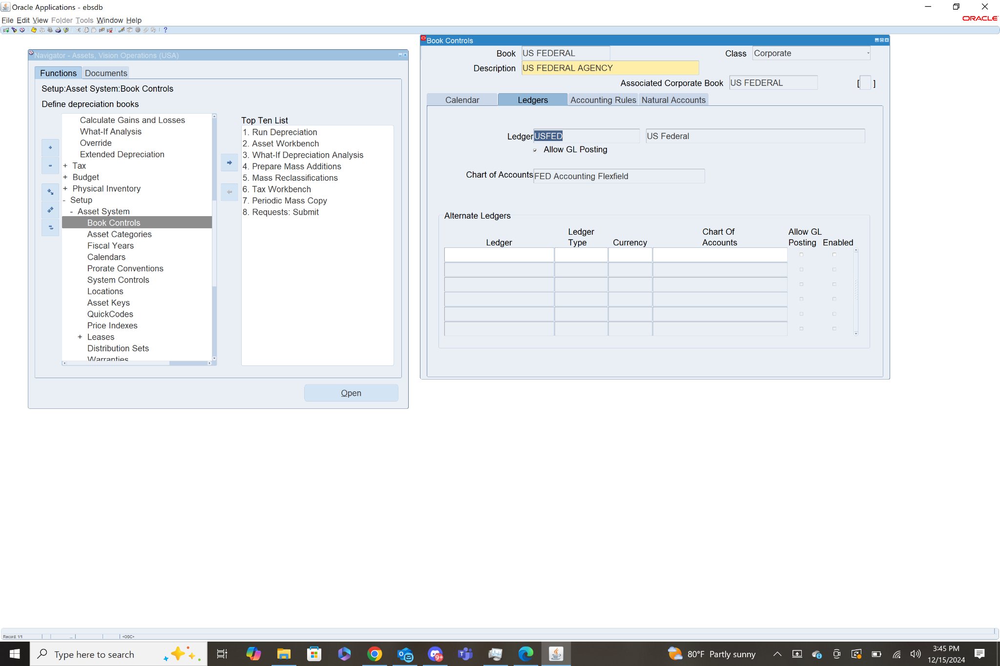 Oracle Applications - ebsdb
File Edit View Folder Tools Window Help
ORACLE
Navigator - Assets, Vision Operations (USA)
Functions Documents
Setup:Asset System:Book Controls
Define depreciation books
Calculate Gains and Losses
What-If Analysis
Override
Extended Depreciation
+ Tax
+ Budget
+ Physical Inventory
- Setup
- Asset System
Book Controls
Asset Categories
Fiscal Years
Calendars
Prorate Conventions
System Controls
Locations
Asset Keys
QuickCodes
Price Indexes
+ Leases
Distribution Sets
Warranties
Top Ten List
1. Run Depreciation
2. Asset Workbench
3. What-If Depreciation Analysis
4. Prepare Mass Additions
5. Mass Reclassifications
6. Tax Workbench
7. Periodic Mass Copy
8. Requests: Submit
Open
Book Controls
Book US FEDERAL Class Corporate
Description US FEDERAL AGENCY
Associated Corporate Book US FEDERAL [ ]
Calendar Ledgers Accounting Rules Natural Accounts
Ledger USFED US Federal
Allow GL Posting
Chart of Accounts FED Accounting Flexfield
Alternate Ledgers
Ledger Chart Of Allow GL
Ledger Type Currency Accounts Posting Enabled
Record: 1/1 ... <OSC>
Type here to search
9+
80°F Partly sunny
3:45 PM
12/15/2024